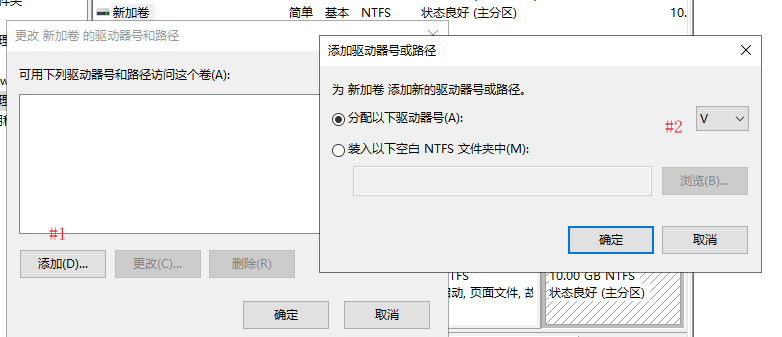 新加卷 简单 基本 NTFS 状态良好 (主分区) 10.
更改 新加卷 的驱动器号和路径
可用下列驱动器号和路径访问这个卷(A):
#1
添加(D)... 更改(C)... 删除(R)
确定 取消
添加驱动器号或路径
为 新加卷 添加新的驱动器号或路径。
分配以下驱动器号(A): #2 V
装入以下空白 NTFS 文件夹中(M):
浏览(B)...
确定 取消
NTFS 10.00 GB NTFS
启动, 页面文件, 故 状态良好 (主分区)